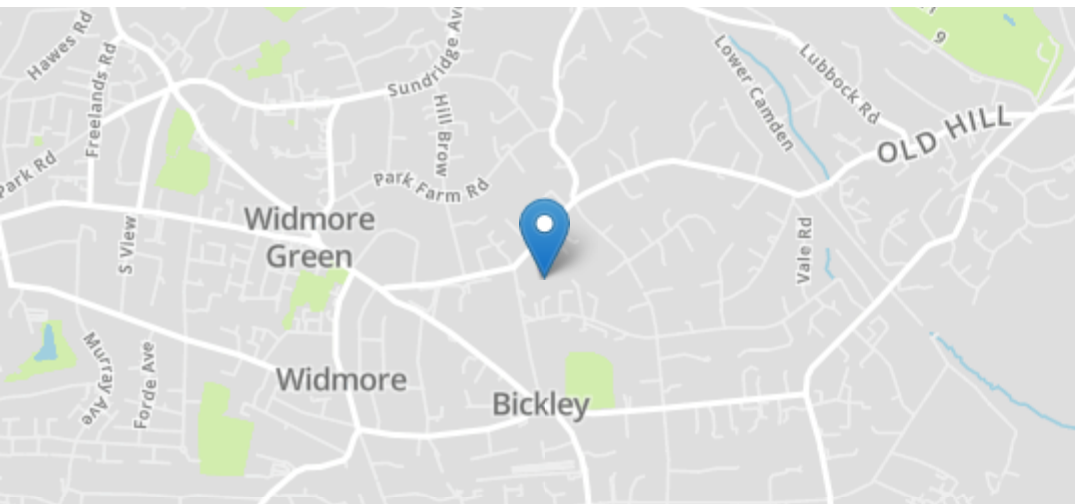 Hawes Rd
Freelands Rd
Sundridge Ave
Hill Brow
Lower Camden
Lubbock Rd
9
OLD HILL
Park Rd
Park Farm Rd
S View
Widmore
Green
Vale Rd
Murray Ave
Forde Ave
Widmore
Bickley